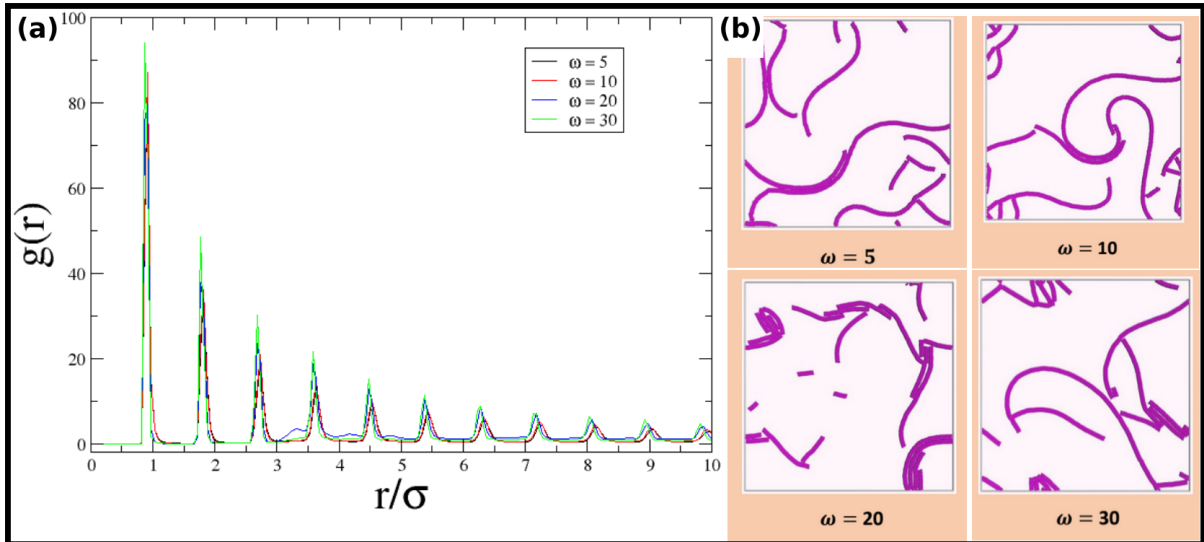 (a)
100
80
60
40
20
0
g(r)
ω = 5
ω = 10
ω = 20
ω = 30
0 1 2 3 4 5 6 7 8 9 10
r/σ
(b)
ω = 5
ω = 10
ω = 20
ω = 30